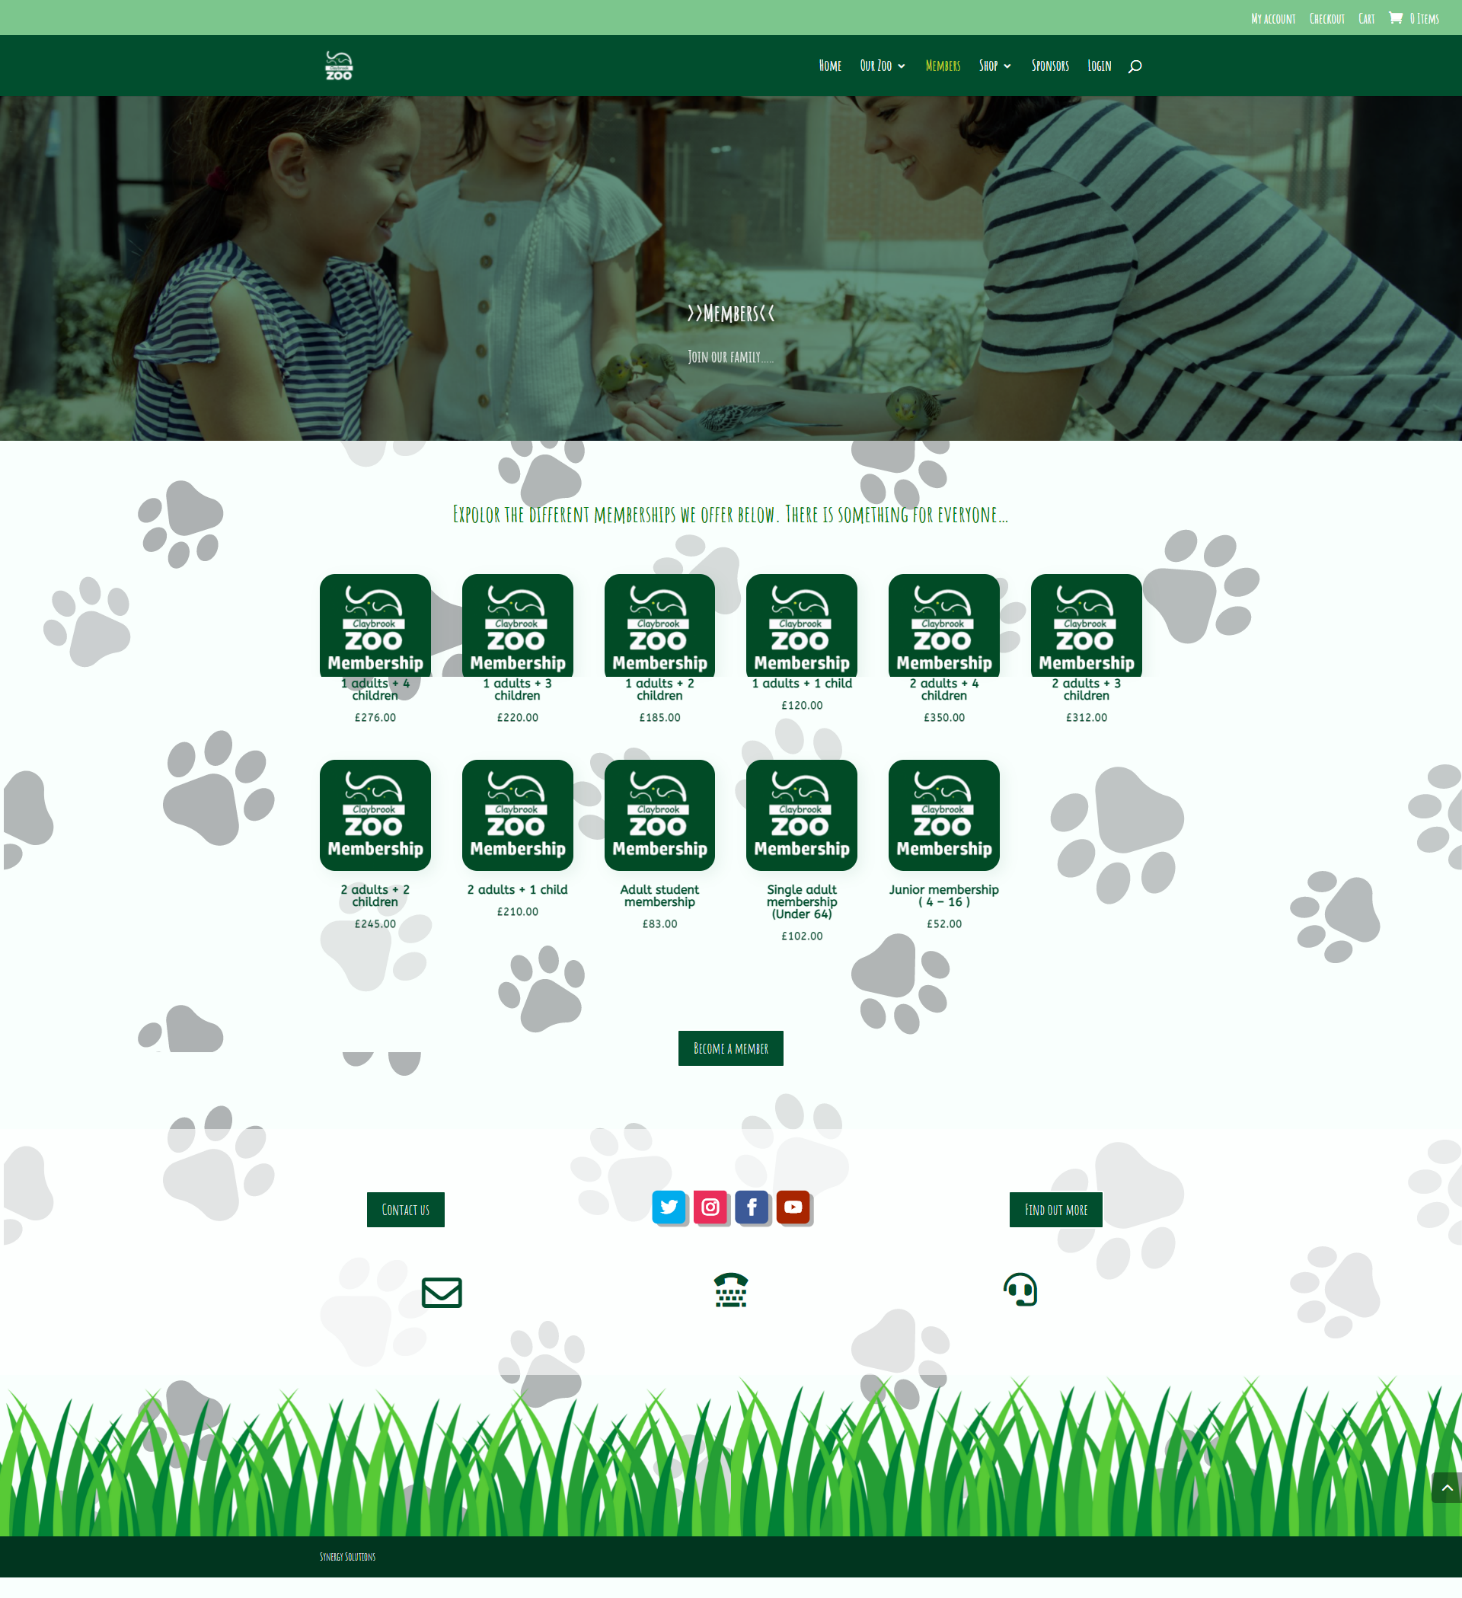 My account Checkout Cart 0 Items
Claybrook
ZOO
Home Our Zoo Members Shop Sponsors Login
>>Members<<
Join our family.....
Expolor the different memberships we offer below. There is something for everyone...
Claybrook Claybrook Claybrook Claybrook Claybrook Claybrook
ZOO ZOO ZOO ZOO ZOO ZOO
Membership Membership Membership Membership Membership Membership
1 adults + 4 children
£276.00
1 adults + 3 children
£220.00
1 adults + 2 children
£185.00
1 adults + 1 child
£120.00
2 adults + 4 children
£350.00
2 adults + 3 children
£312.00
Claybrook Claybrook Claybrook Claybrook Claybrook
ZOO ZOO ZOO ZOO ZOO
Membership Membership Membership Membership Membership
2 adults + 2 children
£245.00
2 adults + 1 child
£210.00
Adult student membership
£83.00
Single adult membership (Under 64)
£102.00
Junior membership ( 4 – 16 )
£52.00
Become a member
Contact us
Find out more
Synergy Solutions